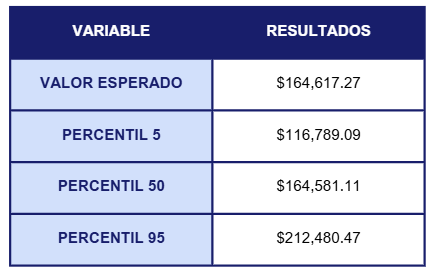 VARIABLE RESULTADOS
VALOR ESPERADO $164,617.27
PERCENTIL 5 $116,789.09
PERCENTIL 50 $164,581.11
PERCENTIL 95 $212,480.47